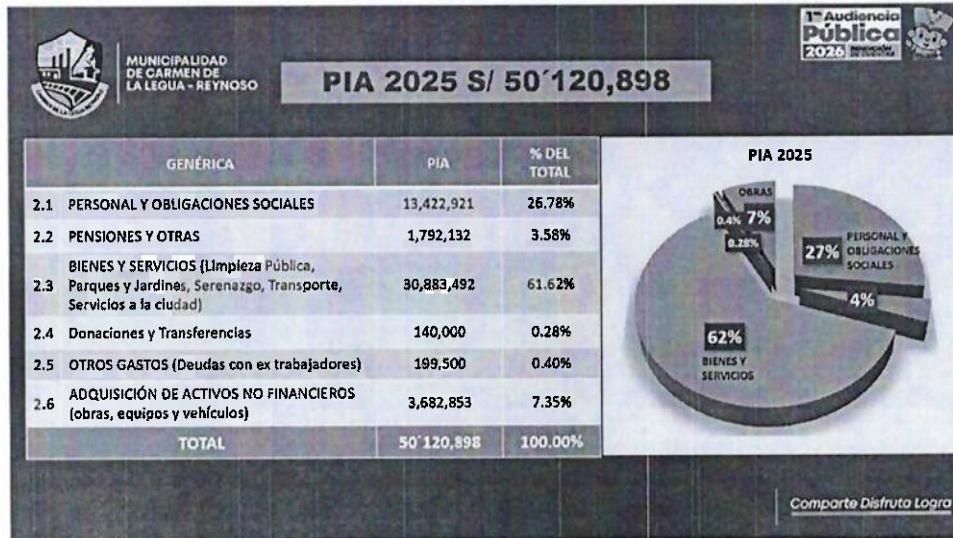 MUNICIPALIDAD
DE CARMEN DE
LA LEGUA - REYNOSO
PIA 2025 S/ 50´120,898
1ra Audiencia
Pública
2026 RENDICIÓN
DE CUENTAS
GENÉRICA PIA % DEL TOTAL
2.1 PERSONAL Y OBLIGACIONES SOCIALES 13,422,921 26.78%
2.2 PENSIONES Y OTRAS 1,792,132 3.58%
2.3 BIENES Y SERVICIOS (Limpieza Pública,
Parques y Jardines, Serenazgo, Transporte,
Servicios a la ciudad) 30,883,492 61.62%
2.4 Donaciones y Transferencias 140,000 0.28%
2.5 OTROS GASTOS (Deudas con ex trabajadores) 199,500 0.40%
2.6 ADQUISICIÓN DE ACTIVOS NO FINANCIEROS
(obras, equipos y vehículos) 3,682,853 7.35%
TOTAL 50´120,898 100.00%
PIA 2025
OBRAS
0.4% 7%
0.28%
27% PERSONAL Y
OBLIGACIONES
SOCIALES
4%
62%
BIENES Y
SERVICIOS
Comparte Disfruta Logra